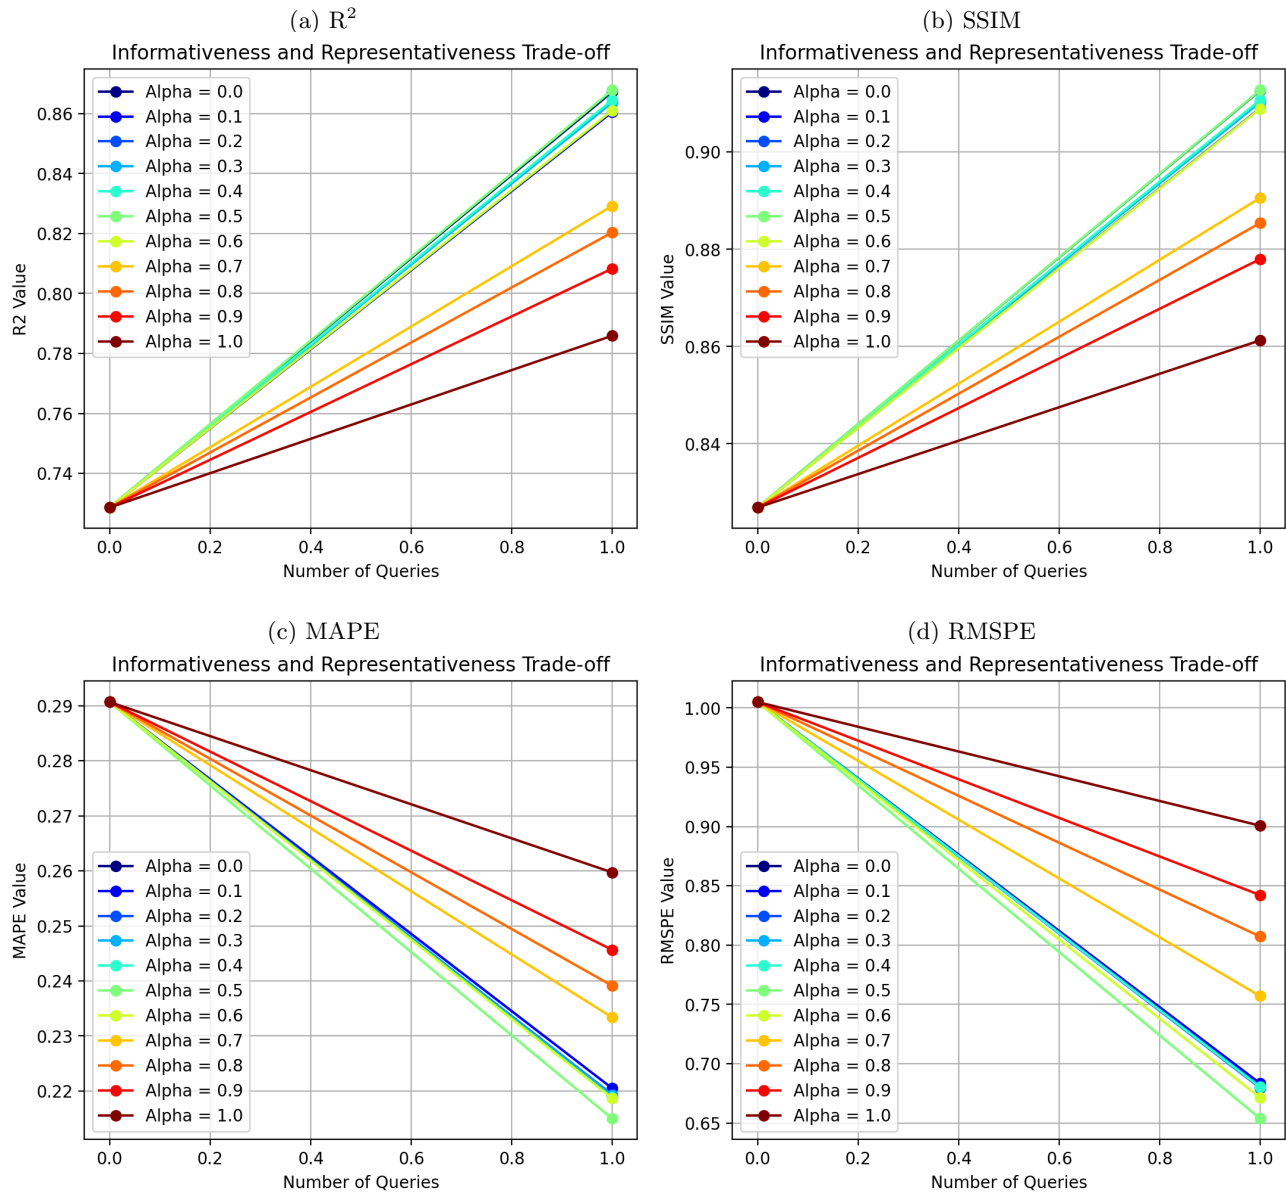 (a) R²
Informativeness and Representativeness Trade-off
0.86
0.84
0.82
0.80
0.78
0.76
0.74
R2 Value
Alpha = 0.0
Alpha = 0.1
Alpha = 0.2
Alpha = 0.3
Alpha = 0.4
Alpha = 0.5
Alpha = 0.6
Alpha = 0.7
Alpha = 0.8
Alpha = 0.9
Alpha = 1.0
0.0 0.2 0.4 0.6 0.8 1.0
Number of Queries
(b) SSIM
Informativeness and Representativeness Trade-off
0.90
0.88
0.86
0.84
SSIM Value
Alpha = 0.0
Alpha = 0.1
Alpha = 0.2
Alpha = 0.3
Alpha = 0.4
Alpha = 0.5
Alpha = 0.6
Alpha = 0.7
Alpha = 0.8
Alpha = 0.9
Alpha = 1.0
0.0 0.2 0.4 0.6 0.8 1.0
Number of Queries
(c) MAPE
Informativeness and Representativeness Trade-off
0.29
0.28
0.27
0.26
0.25
0.24
0.23
0.22
MAPE Value
Alpha = 0.0
Alpha = 0.1
Alpha = 0.2
Alpha = 0.3
Alpha = 0.4
Alpha = 0.5
Alpha = 0.6
Alpha = 0.7
Alpha = 0.8
Alpha = 0.9
Alpha = 1.0
0.0 0.2 0.4 0.6 0.8 1.0
Number of Queries
(d) RMSPE
Informativeness and Representativeness Trade-off
1.00
0.95
0.90
0.85
0.80
0.75
0.70
0.65
RMSPE Value
Alpha = 0.0
Alpha = 0.1
Alpha = 0.2
Alpha = 0.3
Alpha = 0.4
Alpha = 0.5
Alpha = 0.6
Alpha = 0.7
Alpha = 0.8
Alpha = 0.9
Alpha = 1.0
0.0 0.2 0.4 0.6 0.8 1.0
Number of Queries